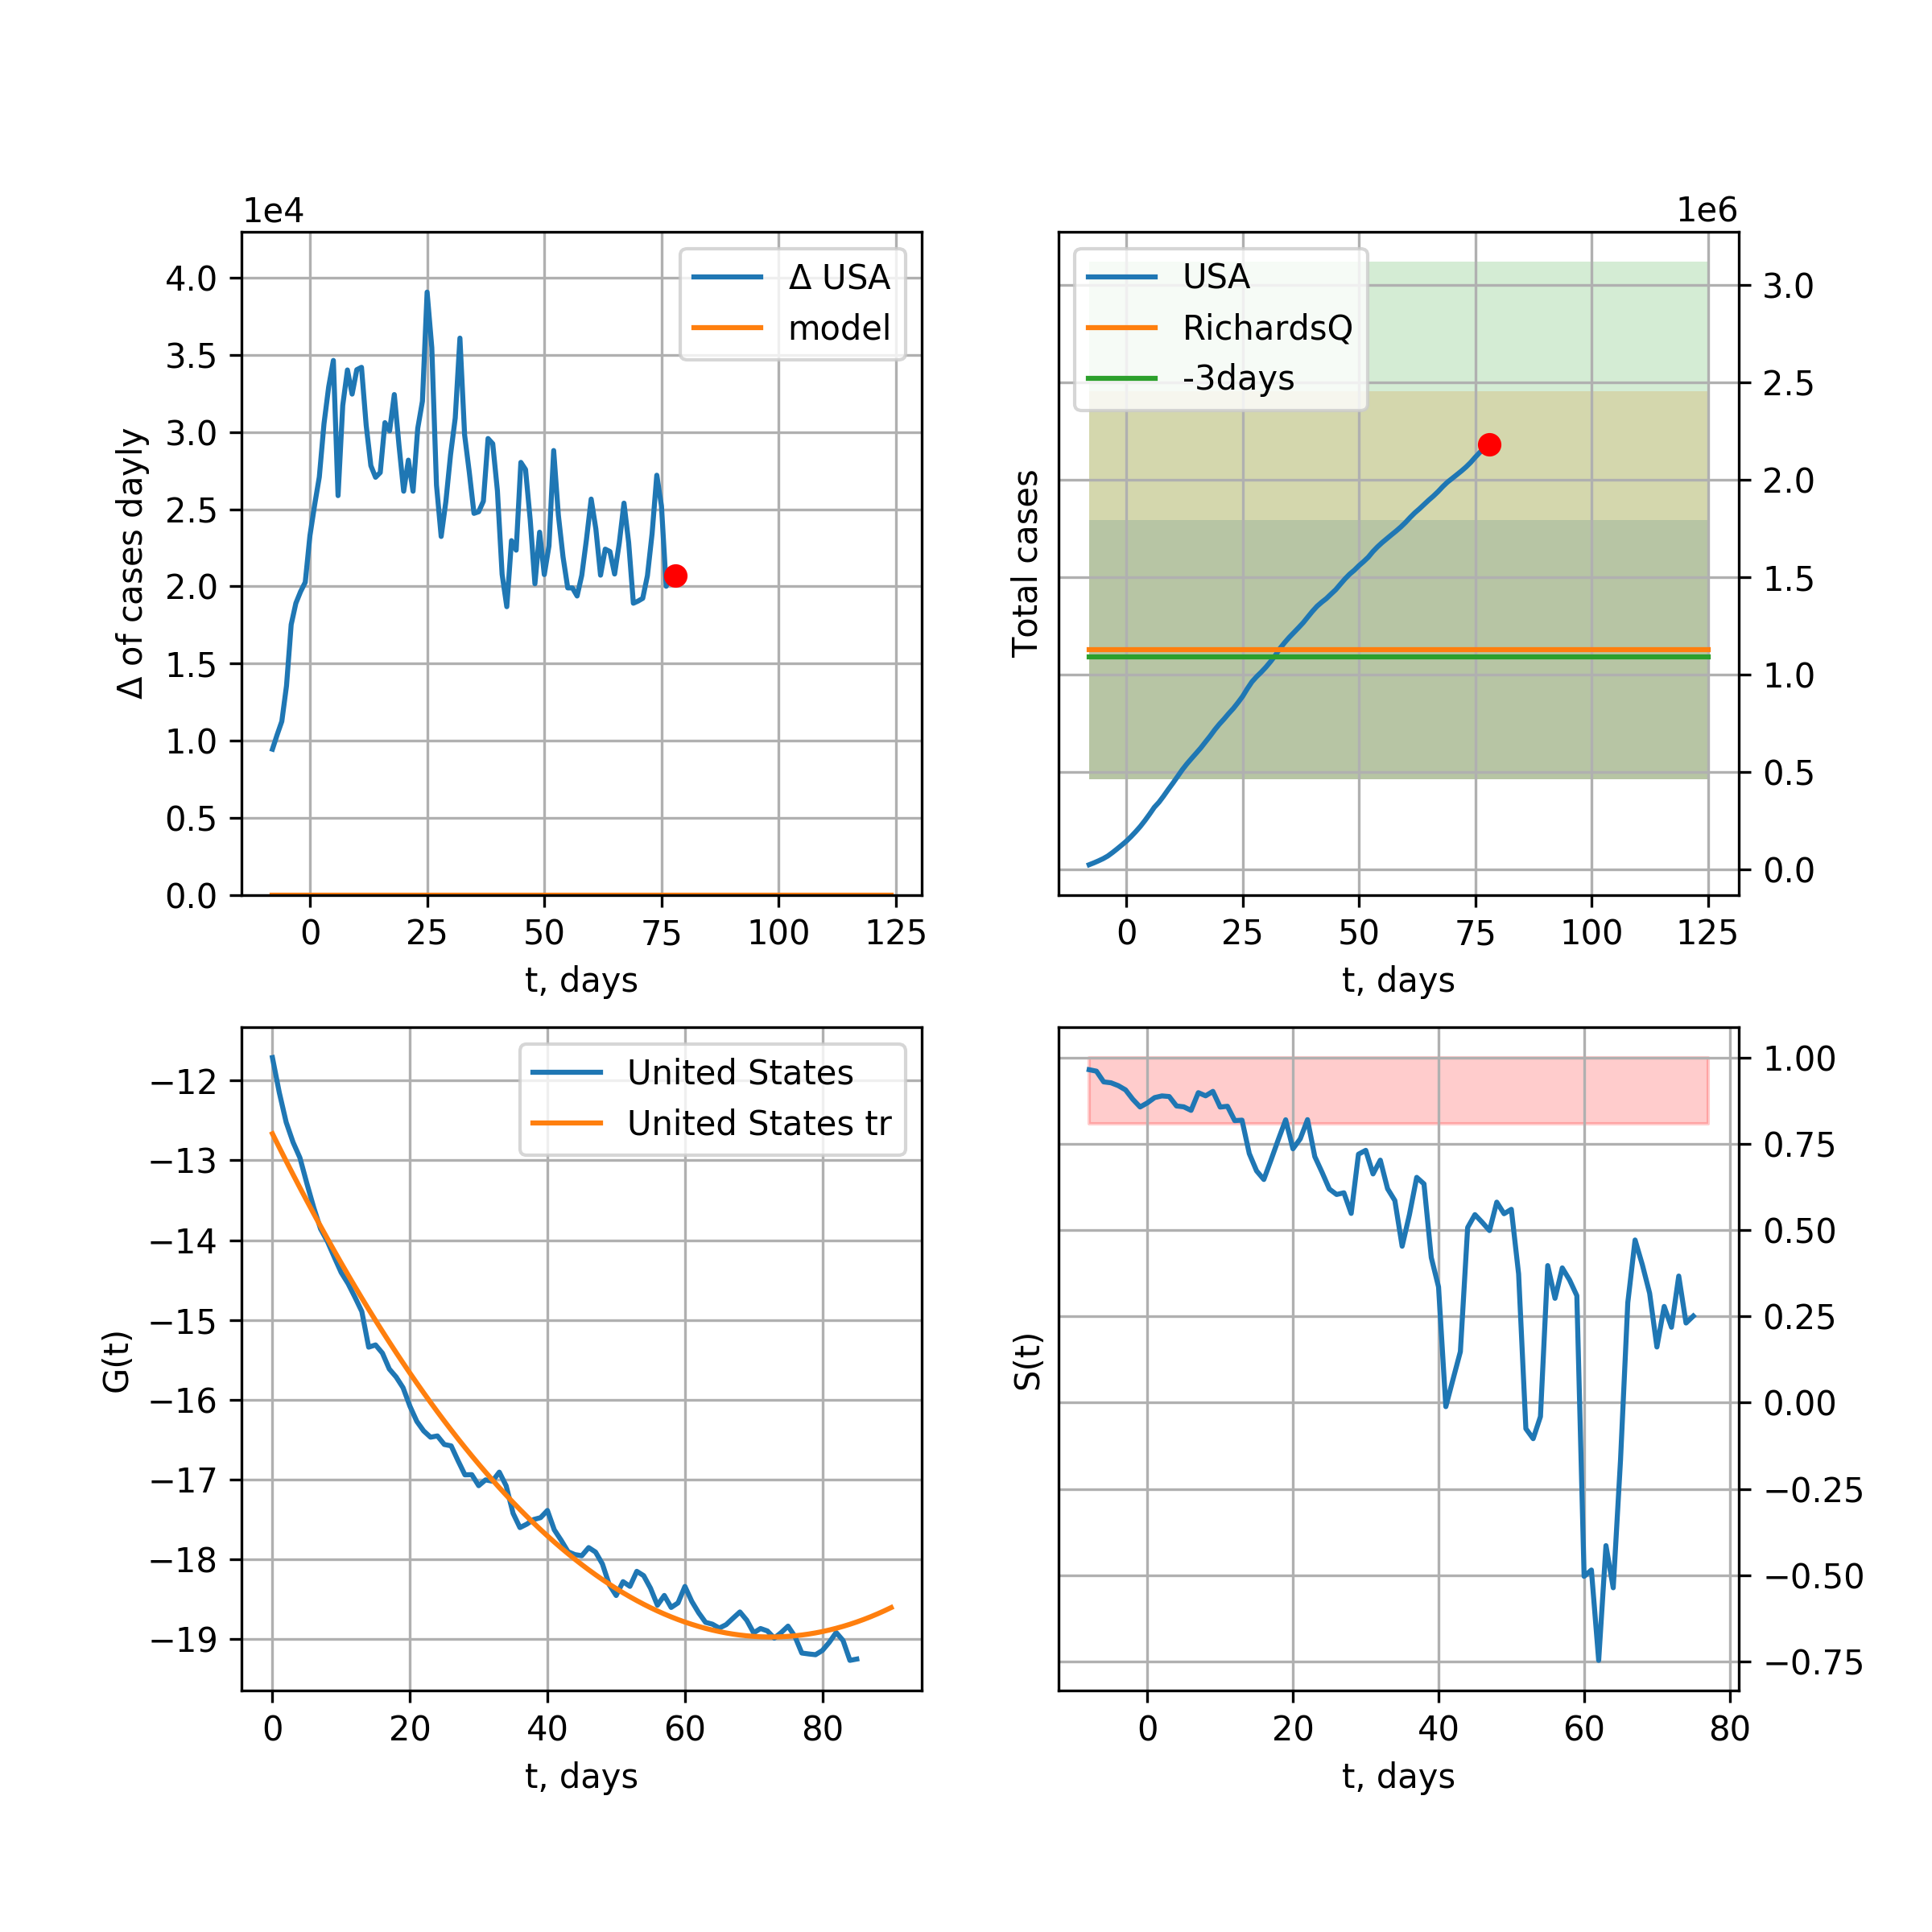 1e4
4.0
3.5
3.0
2.5
2.0
1.5
1.0
0.5
0.0
Δ of cases dayly
Δ USA
model
0 25 50 75 100 125
t, days
1e6
3.0
2.5
2.0
1.5
1.0
0.5
0.0
Total cases
USA
RichardsQ
-3days
0 25 50 75 100 125
t, days
−12
−13
−14
−15
−16
−17
−18
−19
G(t)
United States
United States tr
0 20 40 60 80
t, days
1.00
0.75
0.50
0.25
0.00
−0.25
−0.50
−0.75
S(t)
0 20 40 60 80
t, days